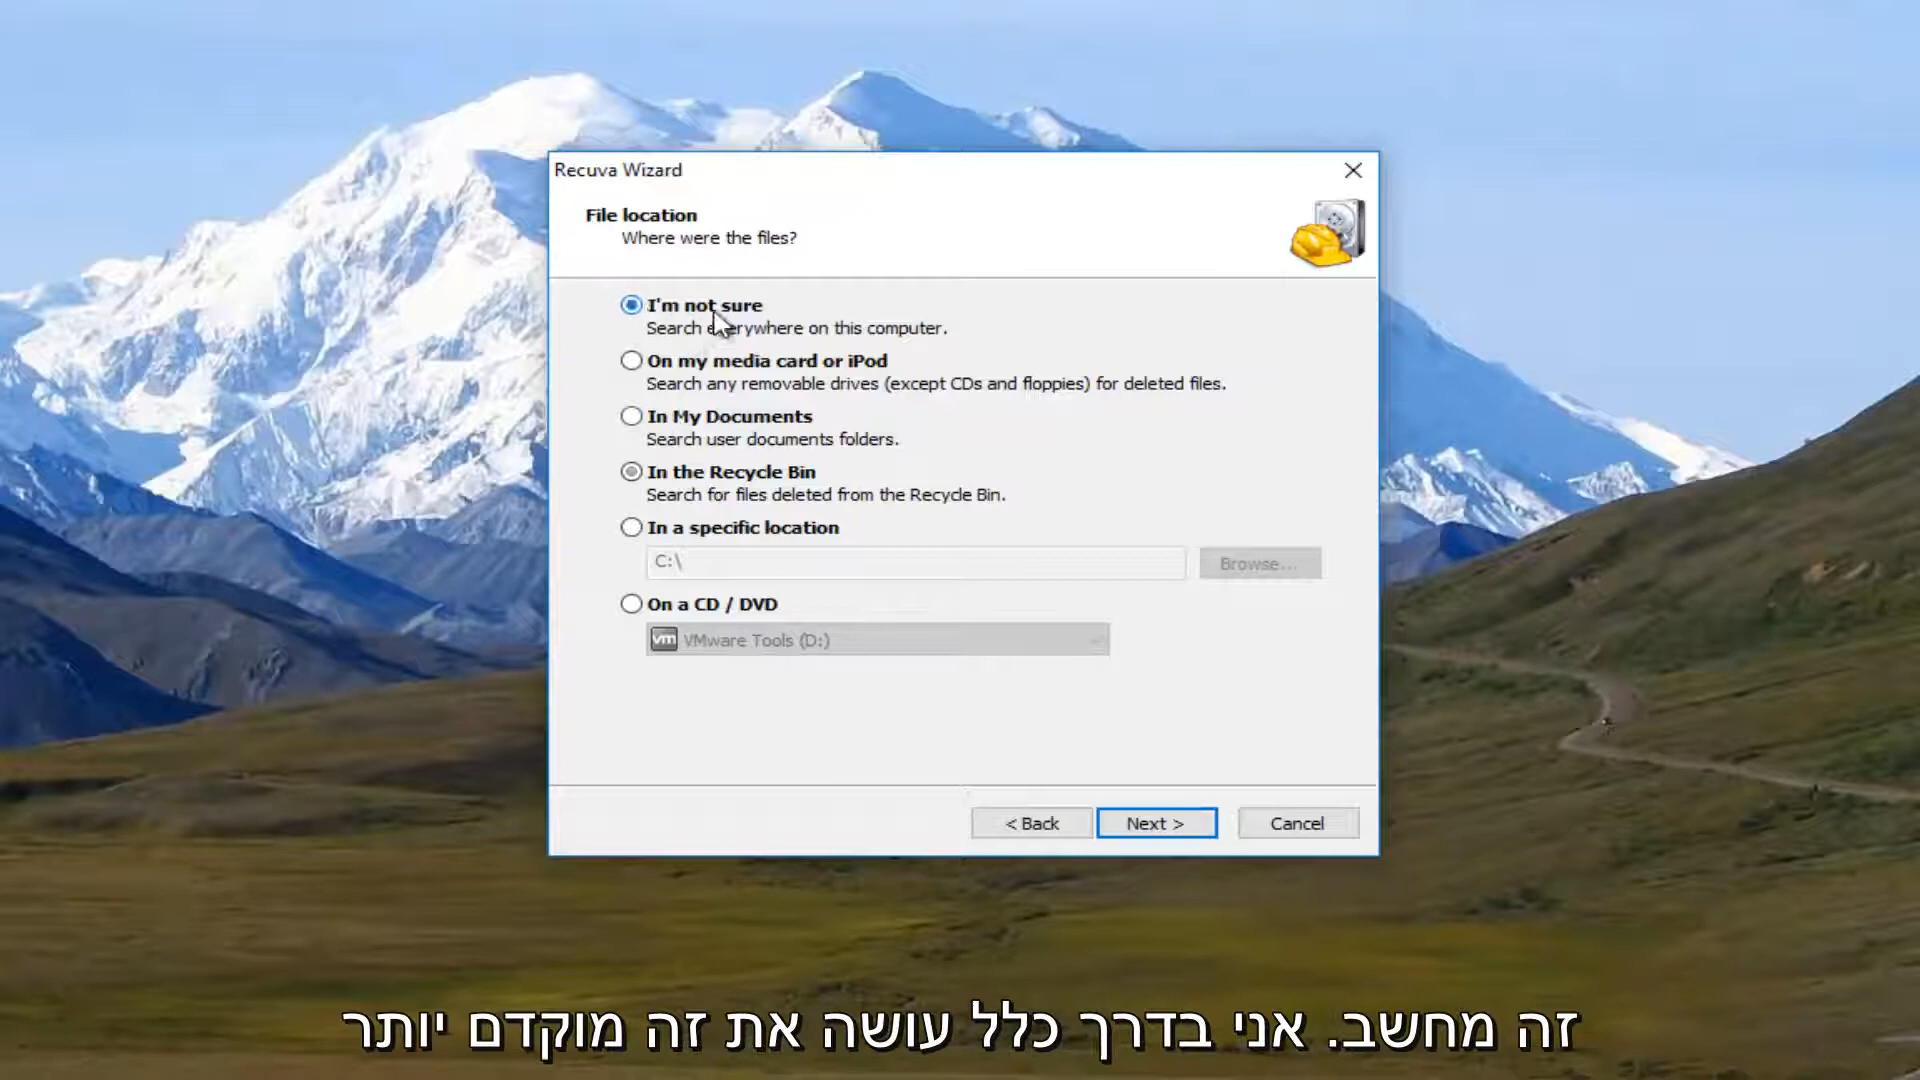 Recuva Wizard
File location
Where were the files?
I'm not sure
Search everywhere on this computer.
On my media card or iPod
Search any removable drives (except CDs and floppies) for deleted files.
In My Documents
Search user documents folders.
In the Recycle Bin
Search for files deleted from the Recycle Bin.
In a specific location
C:\
Browse...
On a CD / DVD
vm VMware Tools (D:)
< Back
Next >
Cancel
זה מחשב. אני בדרך כלל עושה את זה מוקדם יותר